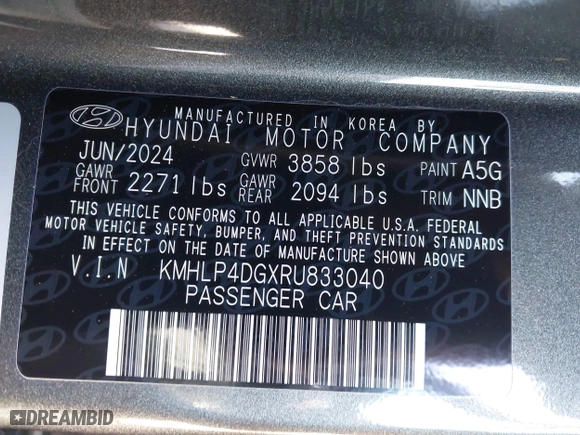 MANUFACTURED IN KOREA BY
HYUNDAI MOTOR COMPANY
JUN/2024 GVWR 3858 lbs PAINT A5G
GAWR FRONT 2271 lbs GAWR REAR 2094 lbs TRIM NNB
THIS VEHICLE CONFORMS TO ALL APPLICABLE U.S.A. FEDERAL
MOTOR VEHICLE SAFETY, BUMPER, AND THEFT PREVENTION STANDARDS
IN EFFECT ON THE DATE OF MANUFACTURE SHOWN ABOVE
V.I.N KMHLP4DGXRU833040
PASSENGER CAR
DREAMBID